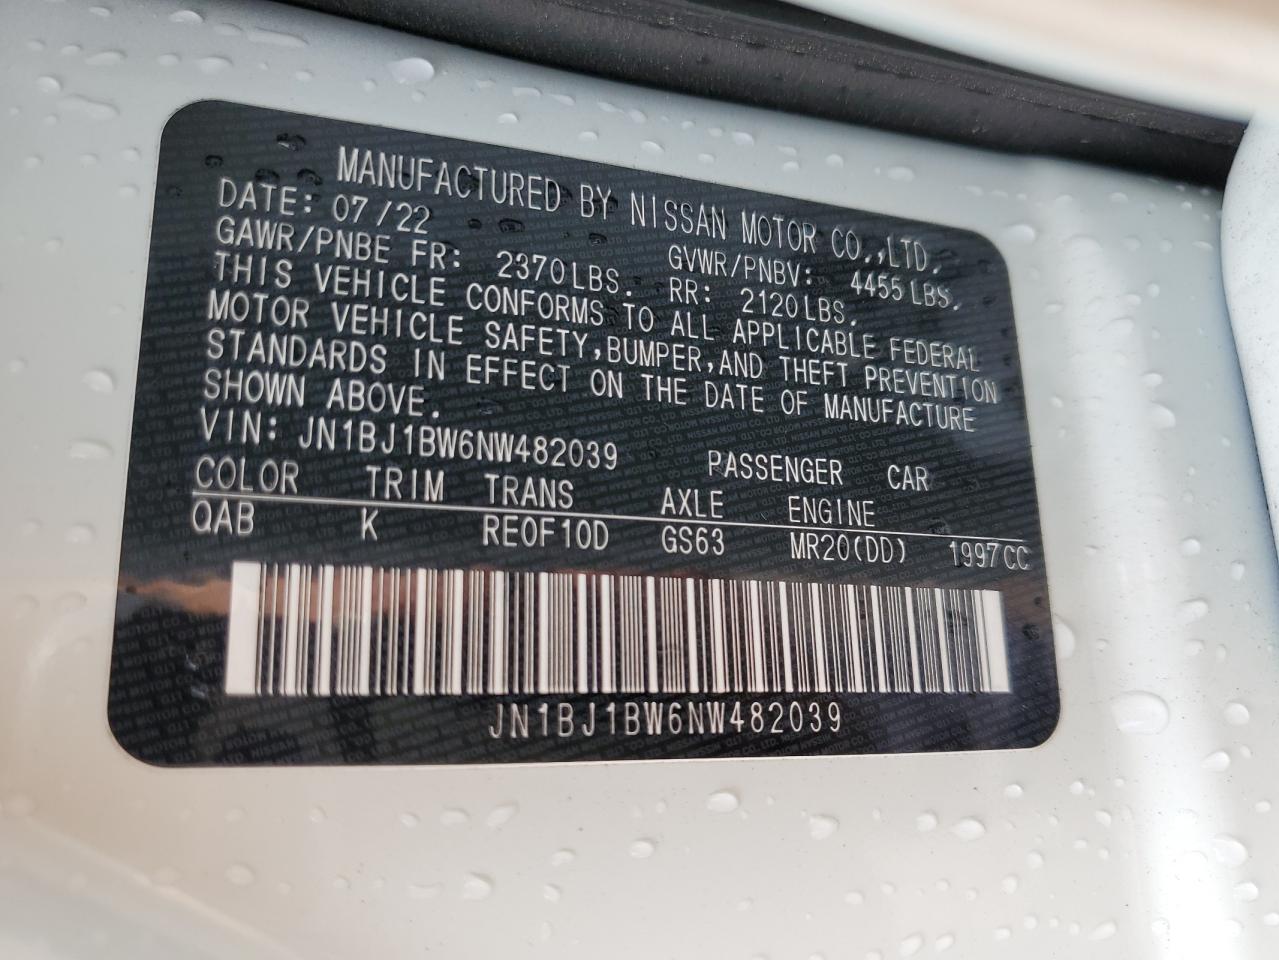 MANUFACTURED BY NISSAN MOTOR CO.,LTD.
DATE: 07/22 GVWR/PNBV: 4455LBS.
GAWR/PNBE FR: 2370LBS. RR: 2120LBS.
THIS VEHICLE CONFORMS TO ALL APPLICABLE FEDERAL
MOTOR VEHICLE SAFETY,BUMPER,AND THEFT PREVENTION
STANDARDS IN EFFECT ON THE DATE OF MANUFACTURE
SHOWN ABOVE.
VIN: JN1BJ1BW6NW482039 PASSENGER CAR
COLOR TRIM TRANS AXLE ENGINE
QAB K RE0F10D GS63 MR20(DD) 1997CC
JN1BJ1BW6NW482039